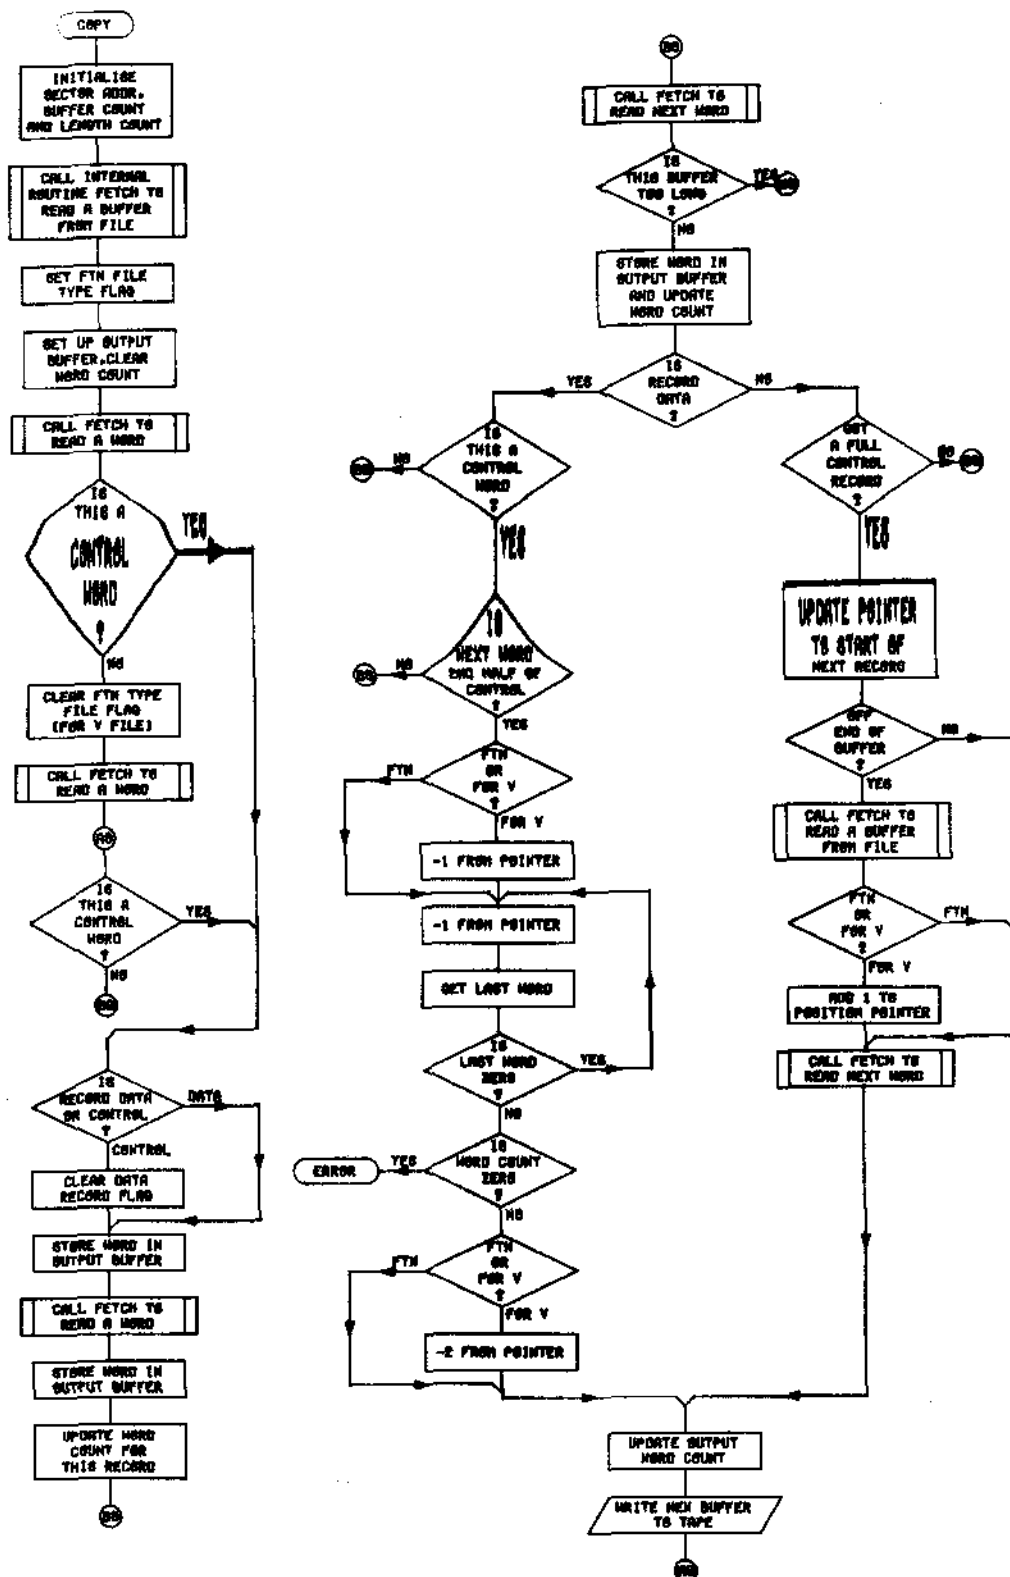 COPY
INITIALISE
SECTOR ADDR.
BUFFER COUNT
AND LENGTH COUNT
CALL INTERNAL
ROUTINE FETCH TO
READ A BUFFER
FROM FILE
SET FTN FILE
TYPE FLAG
SET UP OUTPUT
BUFFER.CLEAR
WORD COUNT
CALL FETCH TO
READ A WORD
IS
THIS A
CONTROL
WORD
?
YES
NO
CLEAR FTN TYPE
FILE FLAG
(FOR V FILE)
CALL FETCH TO
READ A WORD
IS
THIS A
CONTROL
WORD
?
YES
NO
IS
RECORD DATA
OR CONTROL
?
DATA
CONTROL
CLEAR DATA
RECORD FLAG
STORE WORD IN
OUTPUT BUFFER
CALL FETCH TO
READ A WORD
STORE WORD IN
OUTPUT BUFFER
UPDATE WORD
COUNT FOR
THIS RECORD
CALL FETCH TO
READ NEXT WORD
IS
THIS BUFFER
TOO LONG
?
YES
NO
STORE WORD IN
OUTPUT BUFFER
AND UPDATE
WORD COUNT
IS
RECORD
DATA
?
YES
NO
IS
THIS A
CONTROL
WORD
?
NO
YES
IS
NEXT WORD
2ND HALF OF
CONTROL
?
NO
YES
FTN
OR
FOR V
?
FTN
FOR V
-1 FROM POINTER
-1 FROM POINTER
GET LAST WORD
IS
LAST WORD
ZERO
?
YES
NO
IS
WORD COUNT
ZERO
?
YES
ERROR
NO
FTN
OR
FOR V
?
FTN
FOR V
-2 FROM POINTER
GOT
A FULL
CONTROL
RECORD
?
NO
YES
UPDATE POINTER
TO START OF
NEXT RECORD
OFF
END OF
BUFFER
?
NO
YES
CALL FETCH TO
READ A BUFFER
FROM FILE
FTN
OR
FOR V
?
FTN
FOR V
ADD 1 TO
POSITION POINTER
CALL FETCH TO
READ NEXT WORD
UPDATE OUTPUT
WORD COUNT
WRITE NEW BUFFER
TO TAPE